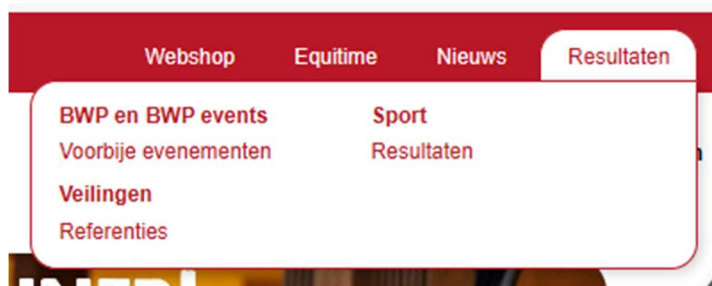 Webshop Equitime Nieuws Resultaten
BWP en BWP events
Voorbije evenementen
Veilingen
Referenties
Sport
Resultaten